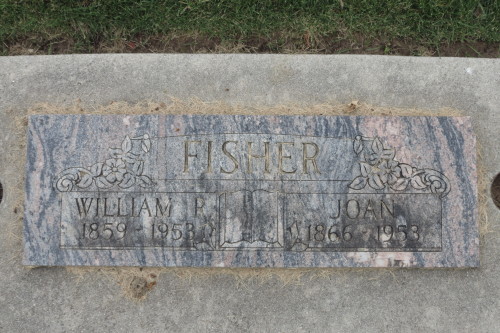 FISHER
WILLIAM R.
1859 - 1953
JOAN
1866 - 1953